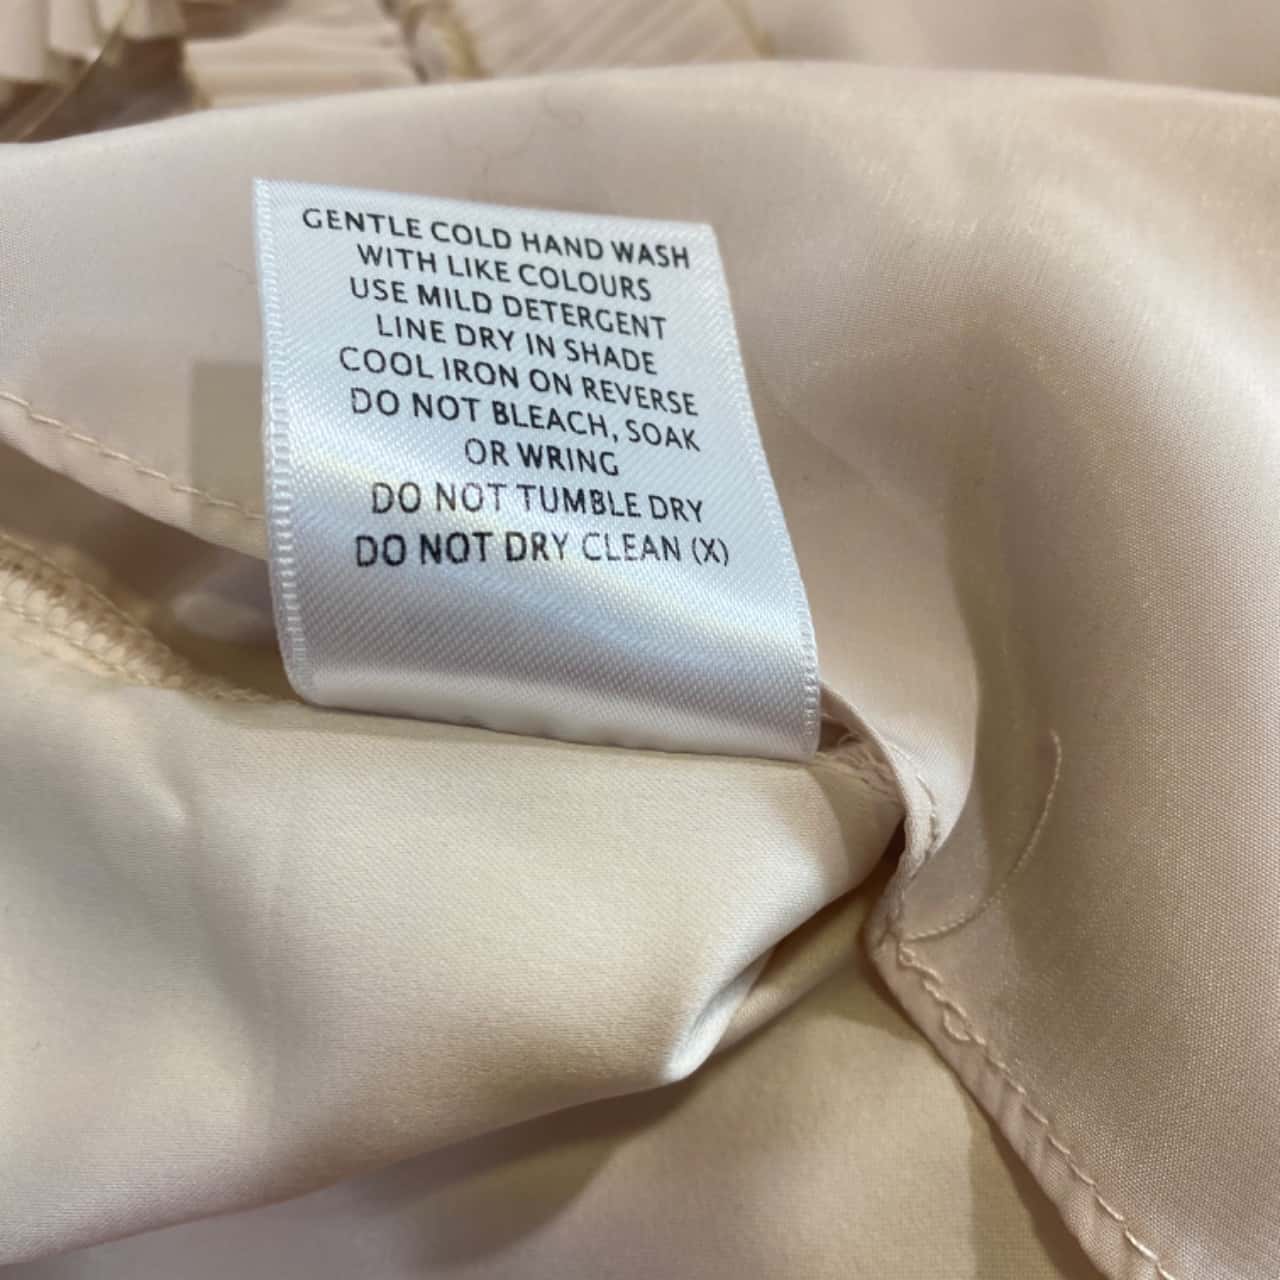 GENTLE COLD HAND WASH
WITH LIKE COLOURS
USE MILD DETERGENT
LINE DRY IN SHADE
COOL IRON ON REVERSE
DO NOT BLEACH, SOAK
OR WRING
DO NOT TUMBLE DRY
DO NOT DRY CLEAN (X)